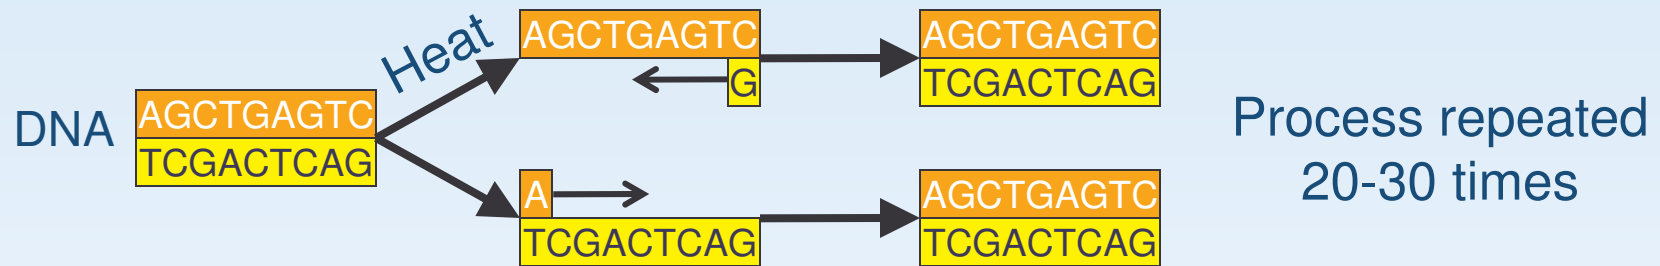 DNA
AGCTGAGTC
TCGACTCAG
Heat
AGCTGAGTC
G
A
TCGACTCAG
AGCTGAGTC
TCGACTCAG
AGCTGAGTC
TCGACTCAG
Process repeated
20-30 times